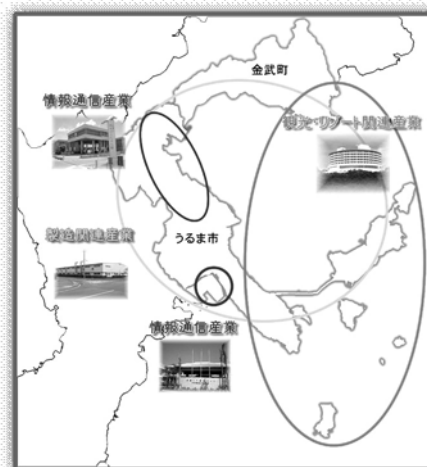 金武町
情報通信産業
観光・リゾート関連産業
製造関連産業
うるま市
情報通信産業